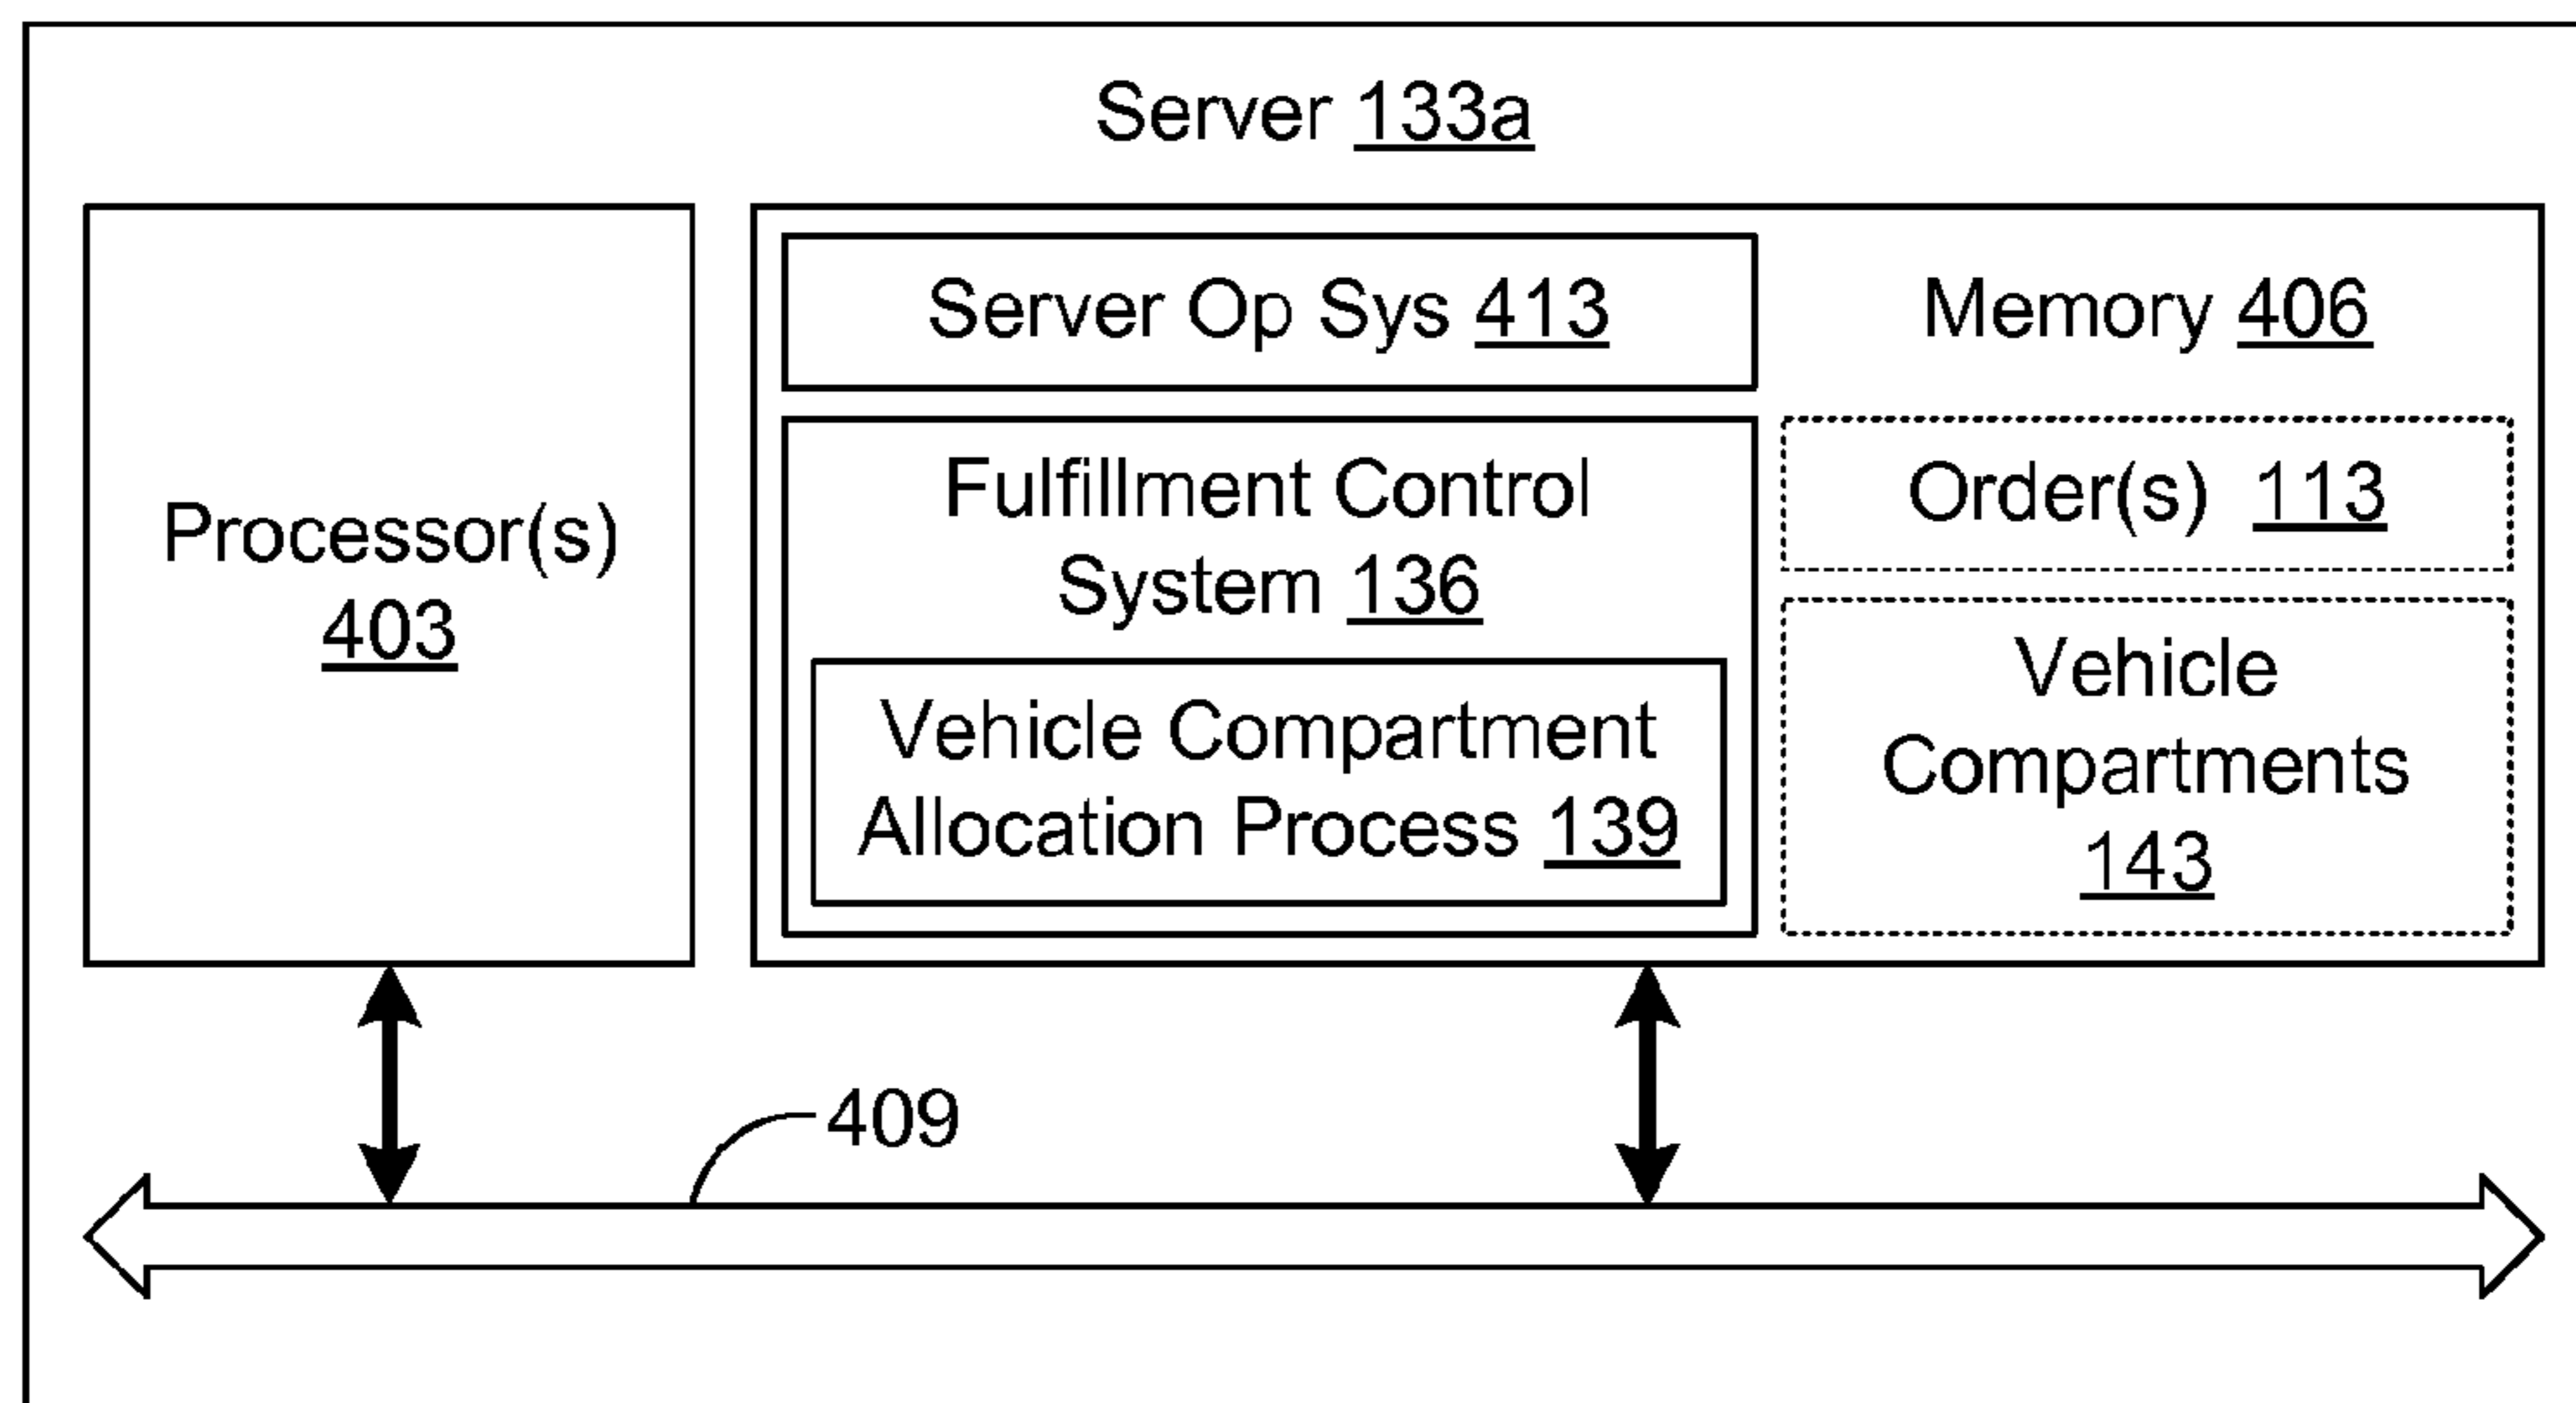 Server 133a
Processor(s)
403
Server Op Sys 413
Fulfillment Control
System 136
Vehicle Compartment
Allocation Process 139
Memory 406
Order(s) 113
Vehicle
Compartments
143
409